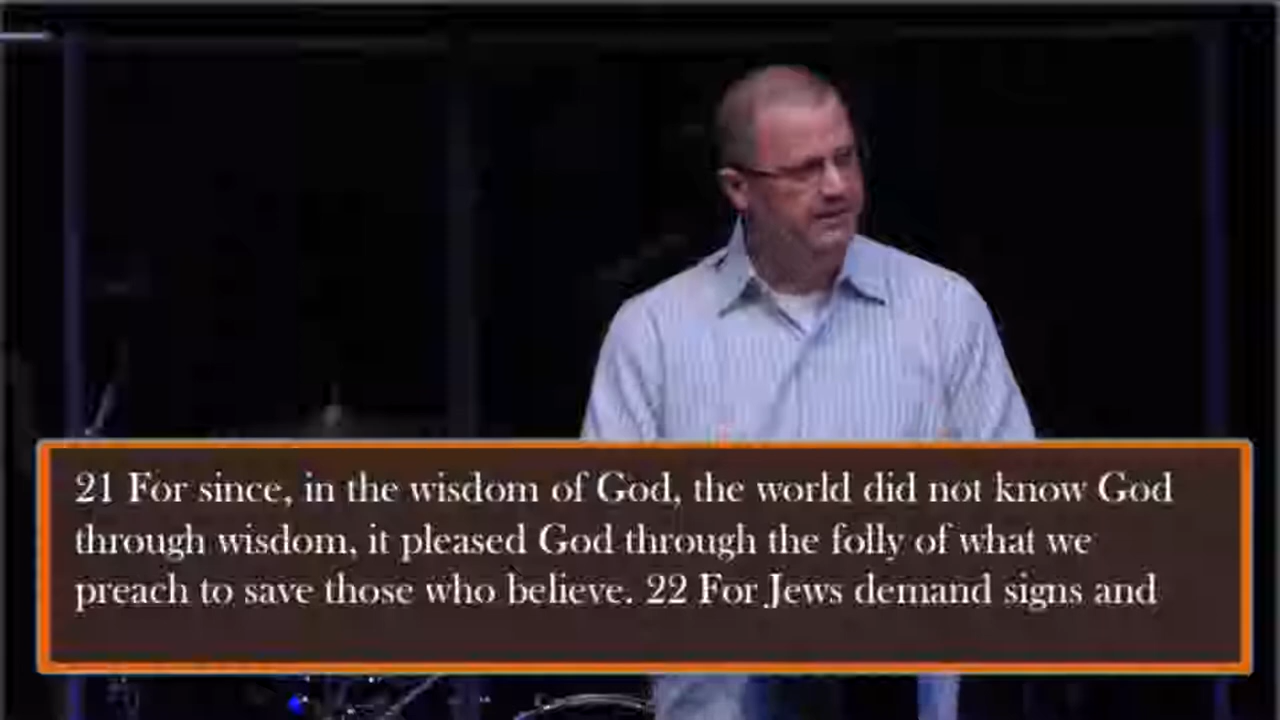 21 For since, in the wisdom of God, the world did not know God
through wisdom, it pleased God through the folly of what we
preach to save those who believe. 22 For Jews demand signs and